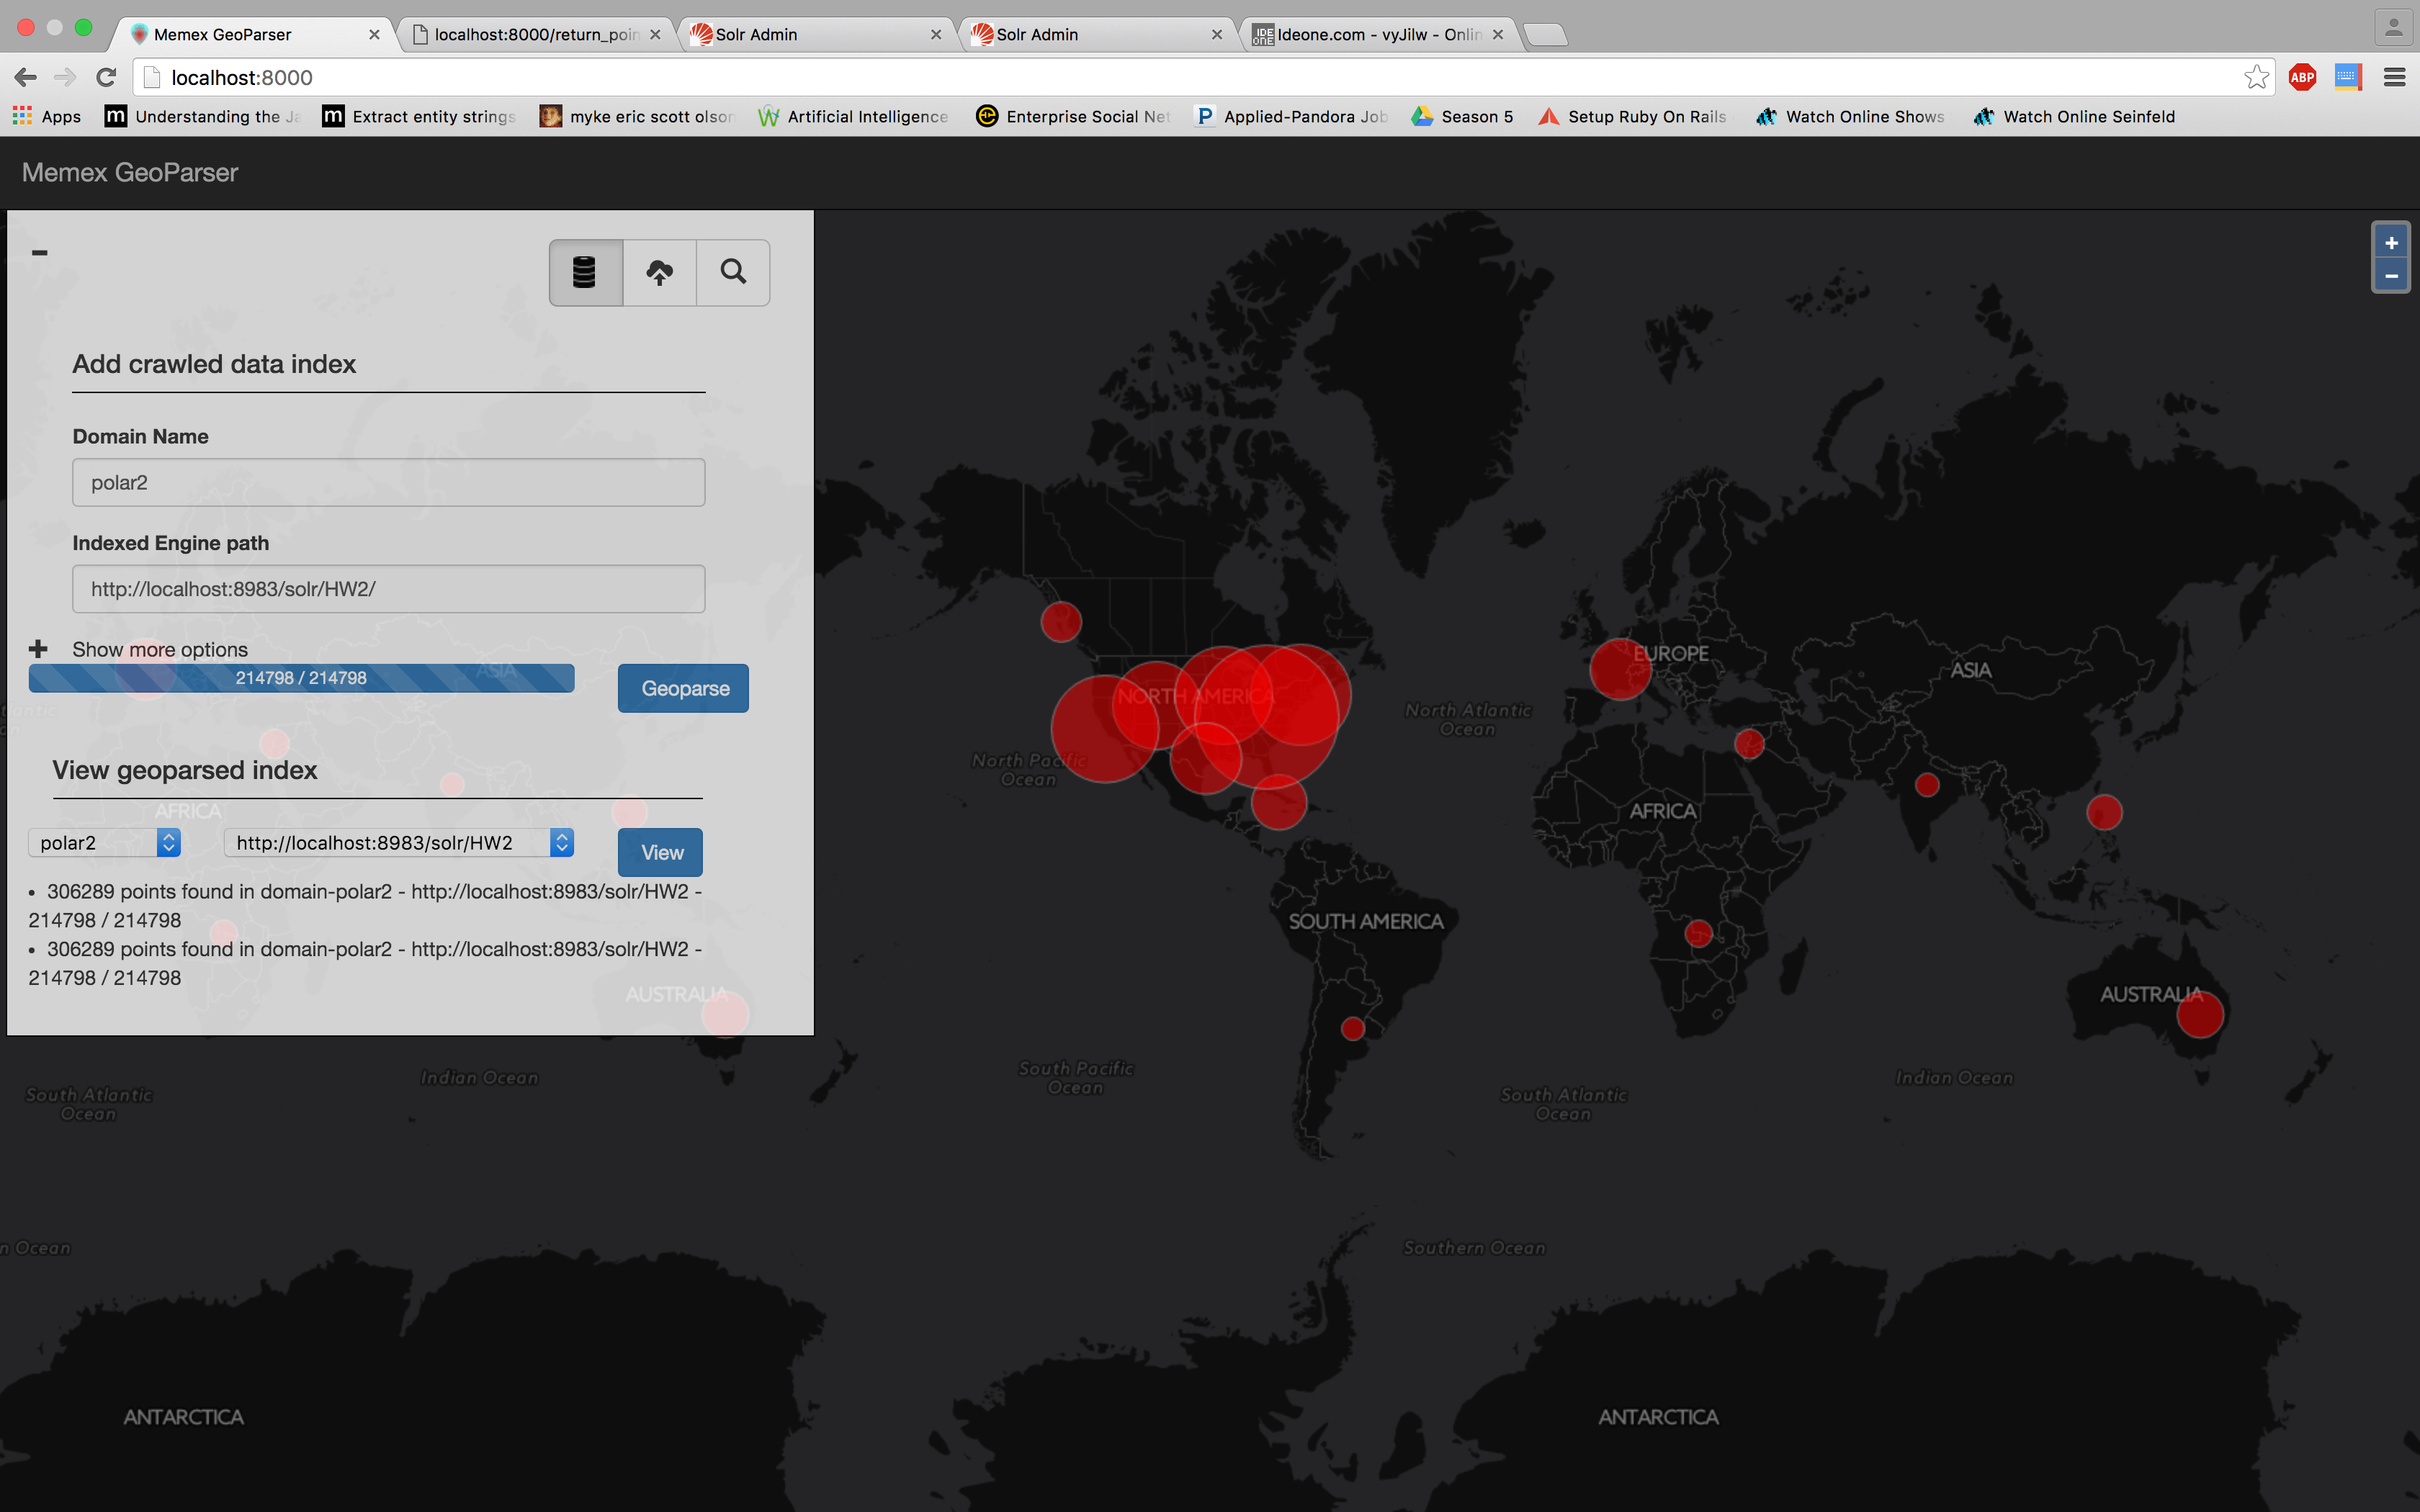 Memex GeoParser
localhost:8000/return_poin
Solr Admin
Solr Admin
Ideone.com - vyJilw - Onlin
localhost:8000
ABP
Apps
Understanding the Ja
Extract entity strings
myke eric scott olson
Artificial Intelligence
Enterprise Social Net
Applied-Pandora Job
Season 5
Setup Ruby On Rails
Watch Online Shows
Watch Online Seinfeld
Memex GeoParser
Add crawled data index
Domain Name
polar2
Indexed Engine path
http://localhost:8983/solr/HW2/
Show more options
214798 / 214798
Geoparse
View geoparsed index
polar2
http://localhost:8983/solr/HW2
View
• 306289 points found in domain-polar2 - http://localhost:8983/solr/HW2 -
214798 / 214798
• 306289 points found in domain-polar2 - http://localhost:8983/solr/HW2 -
214798 / 214798
ASIA
AFRICA
AUSTRALIA
NORTH AMERICA
EUROPE
ASIA
North Atlantic
Ocean
North Pacific
Ocean
AFRICA
SOUTH AMERICA
AUSTRALIA
South Atlantic
Ocean
Indian Ocean
South Pacific
Ocean
South Atlantic
Ocean
Indian Ocean
n Ocean
Southern Ocean
ANTARCTICA
ANTARCTICA